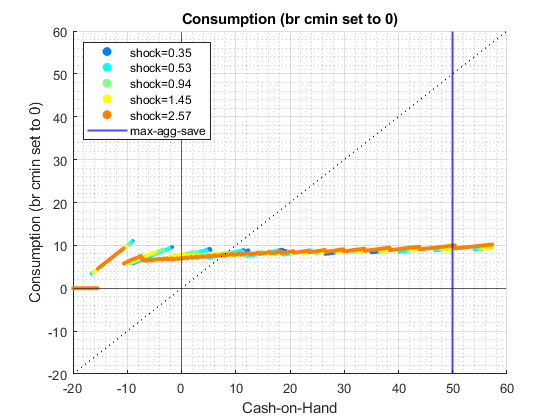 Consumption (br cmin set to 0)
60
50
40
30
20
10
0
-10
-20
Consumption (br cmin set to 0)
shock=0.35
shock=0.53
shock=0.94
shock=1.45
shock=2.57
max-agg-save
-20
-10
0
10
20
30
40
50
60
Cash-on-Hand